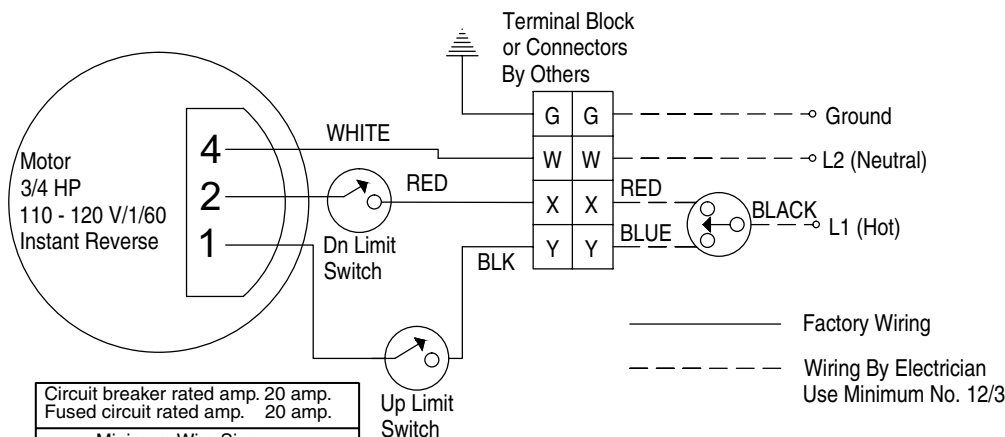 Terminal Block
or Connectors
By Others
G G
Ground
WHITE
4
W W
L2 (Neutral)
Motor
3/4 HP
110 - 120 V/1/60
Instant Reverse
2
RED
X X
RED
BLACK
L1 (Hot)
1
Dn Limit
Switch
BLK
Y Y
BLUE
Factory Wiring
Wiring By Electrician
Use Minimum No. 12/3
Up Limit
Switch
Circuit breaker rated amp. 20 amp.
Fused circuit rated amp. 20 amp.